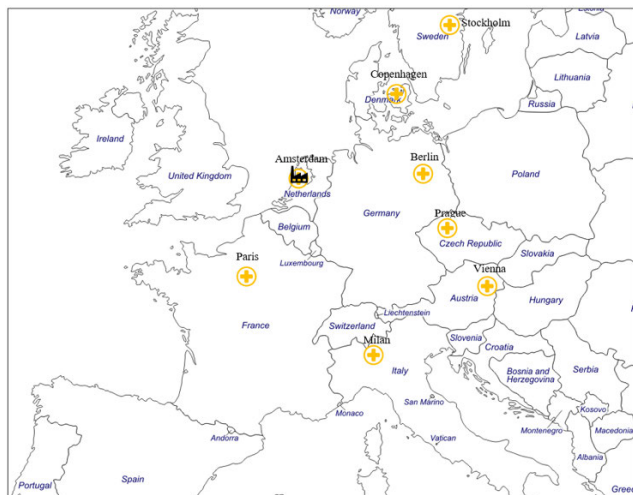 Norway
Stockholm
Sweden
Latvia
Copenhagen
Lithuania
Denmark
Russia
Ireland
Amsterdam
Berlin
United Kingdom
Poland
Netherlands
Germany
Prague
Belgium
Czech Republic
Paris
Slovakia
Luxembourg
Vienna
Austria
Hungary
Liechtenstein
France
Switzerland
Milan
Slovenia
Croatia
Italy
Bosnia and
Herzegovina
Serbia
San Marino
Kosovo
Monaco
Montenegro
Macedonia
Andorra
Vatican
Albania
Portugal
Spain
Greec